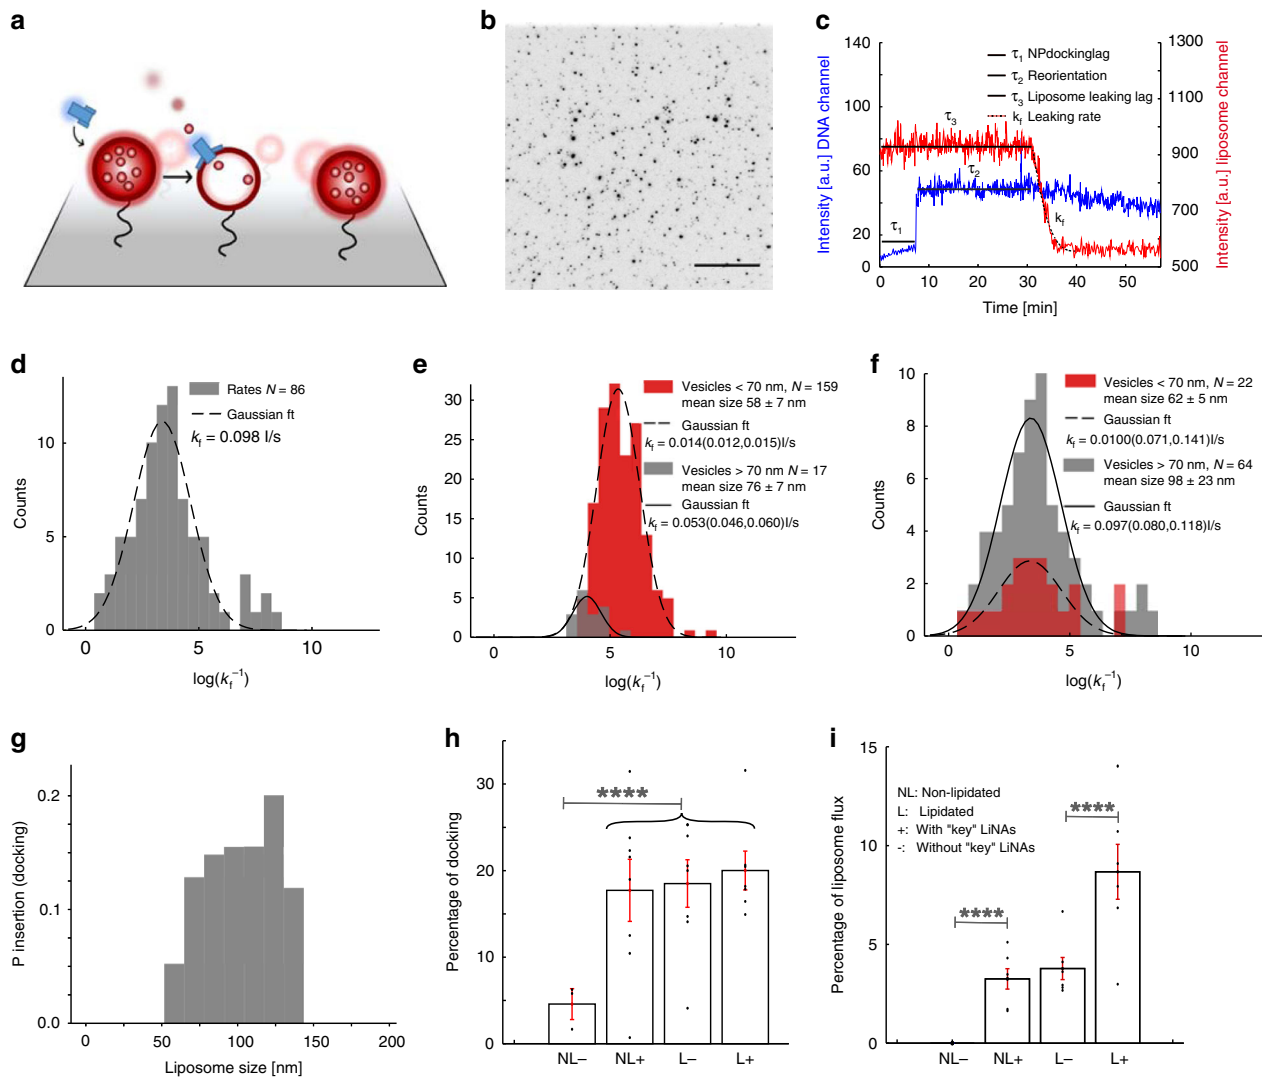 a
b
c
Intensity [a.u.] DNA channel
140
100
60
20
0
τ1 NPdockinglag
τ2 Reorientation
τ3 Liposome leaking lag
kf Leaking rate
τ3
τ2
τ1
kf
1300
1100
900
700
500
Intensity [a.u.] liposome channel
0 10 20 30 40 50
Time [min]
d
Counts
10
5
0
Rates N = 86
Gaussian ft
kf = 0.098 I/s
0 5 10
log(kf⁻¹)
e
Counts
30
25
20
15
10
5
0
Vesicles < 70 nm, N = 159
mean size 58 ± 7 nm
Gaussian ft
kf = 0.014(0.012,0.015)I/s
Vesicles > 70 nm N = 17
mean size 76 ± 7 nm
Gaussian ft
kf = 0.053(0.046,0.060)I/s
0 5 10
log(kf⁻¹)
f
Counts
10
8
6
4
2
0
Vesicles < 70 nm, N = 22
mean size 62 ± 5 nm
Gaussian ft
kf = 0.0100(0.071,0.141)I/s
Vesicles > 70 nm, N = 64
mean size 98 ± 23 nm
Gaussian ft
kf = 0.097(0.080,0.118)I/s
0 5 10
log(kf⁻¹)
g
P insertion (docking)
0.2
0.1
0.0
0 50 100 150 200
Liposome size [nm]
h
Percentage of docking
30
20
10
0
****
NL− NL+ L− L+
i
Percentage of liposome flux
15
10
5
0
NL: Non-lipidated
L: Lipidated
+: With "key" LiNAs
-: Without "key" LiNAs
****
****
NL− NL+ L− L+